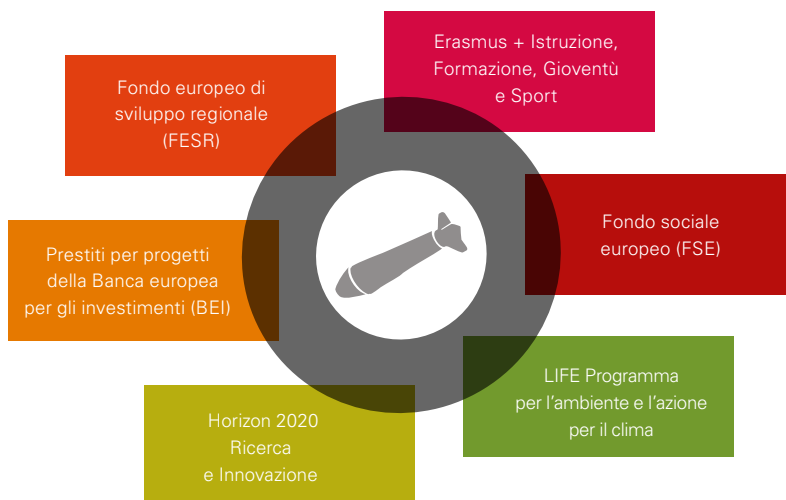 Erasmus + Istruzione,
Formazione, Gioventù
e Sport
Fondo europeo di
sviluppo regionale
(FESR)
Fondo sociale
europeo (FSE)
Prestiti per progetti
della Banca europea
per gli investimenti (BEI)
LIFE Programma
per l'ambiente e l'azione
per il clima
Horizon 2020
Ricerca
e Innovazione